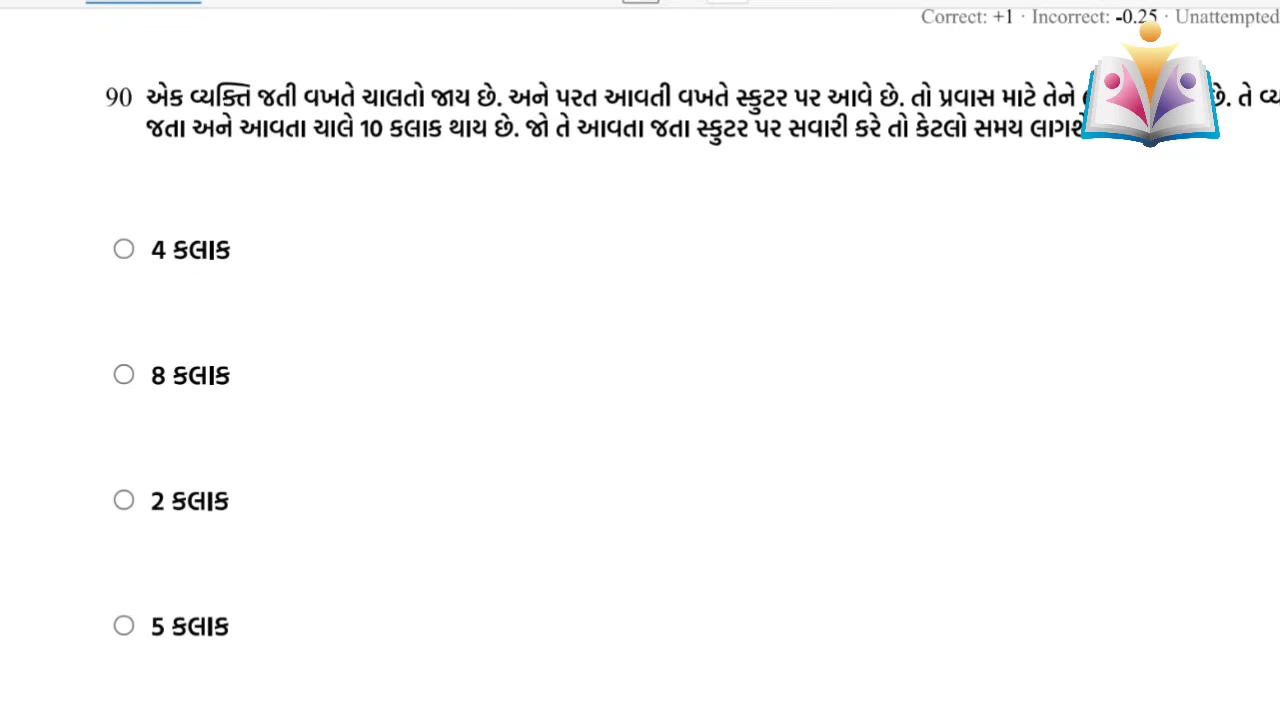 Correct: +1 · Incorrect: -0.25 · Unattempted
90 એક વ્યક્તિ જતી વખતે ચાલતો જાય છે. અને પરત આવતી વખતે સ્કુટર પર આવે છે. તો પ્રવાસ માટે તેને છે. તે
જતા અને આવતા ચાલે 10 કલાક થાય છે. જો તે આવતા જતા સ્કુટર પર સવારી કરે તો કેટલો સમય
4 કલાક
8 કલાક
2 કલાક
5 કલાક